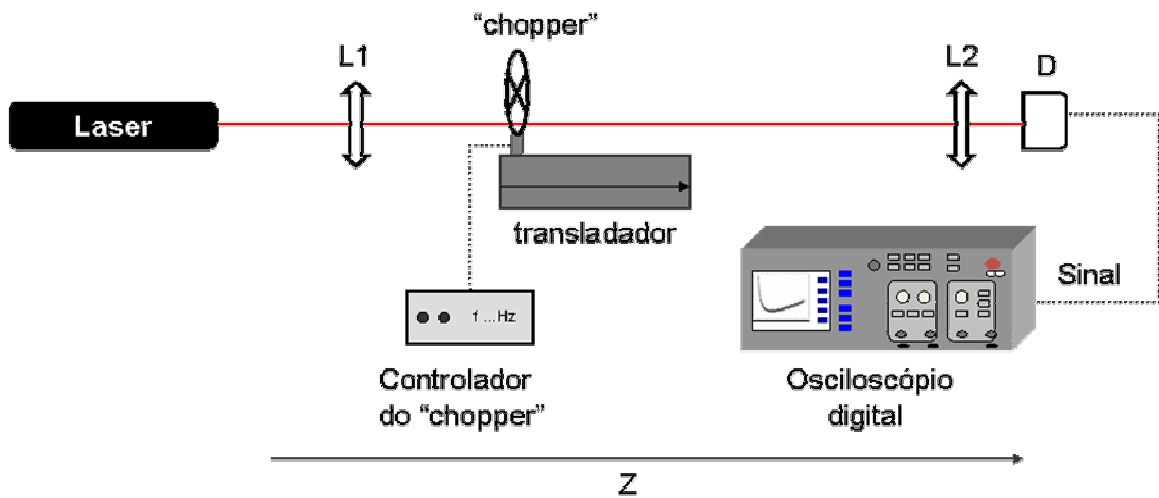 “chopper”
L1
L2
D
Laser
transladador
Sinal
f ...Hz
Controlador
do “chopper”
Osciloscópio
digital
Z